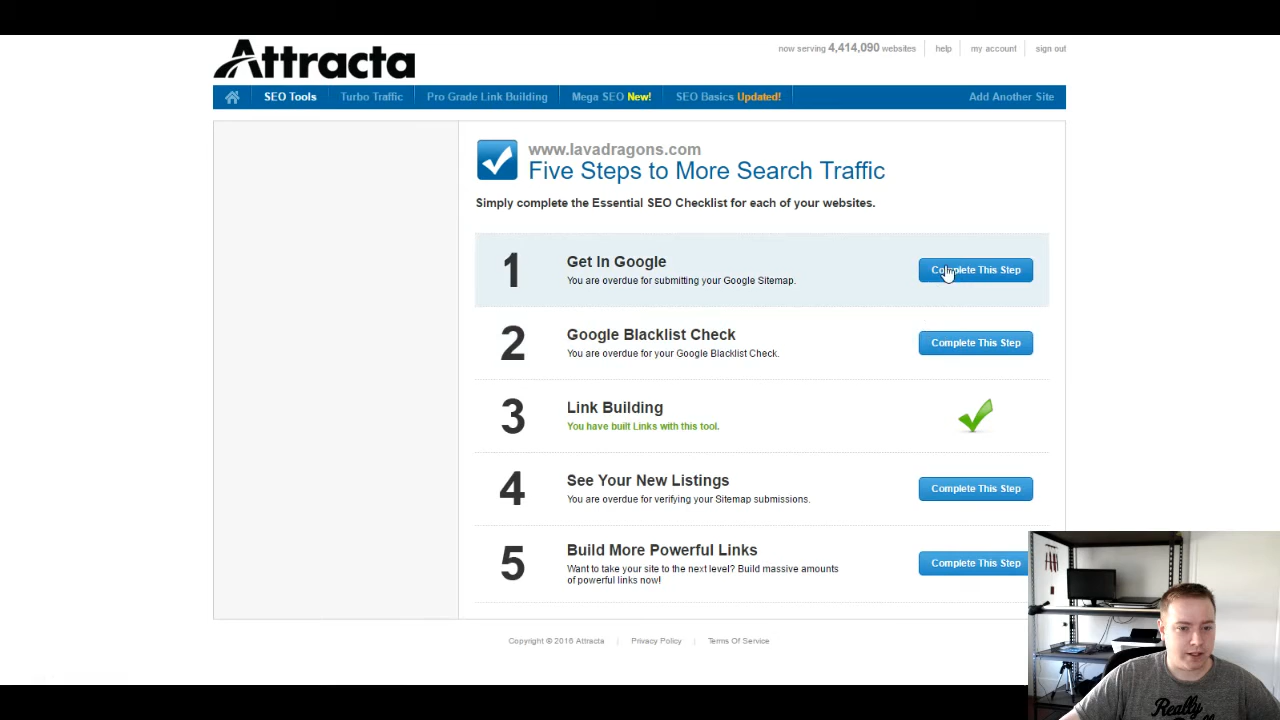 Attracta
now serving 4,414,090 websites
help
my account
sign out
SEO Tools
Turbo Traffic
Pro Grade Link Building
Mega SEO New!
SEO Basics Updated!
Add Another Site
www.lavadragons.com
Five Steps to More Search Traffic
Simply complete the Essential SEO Checklist for each of your websites.
1
Get In Google
You are overdue for submitting your Google Sitemap.
Complete This Step
2
Google Blacklist Check
You are overdue for your Google Blacklist Check.
Complete This Step
3
Link Building
You have built Links with this tool.
4
See Your New Listings
You are overdue for verifying your Sitemap submissions.
Complete This Step
5
Build More Powerful Links
Want to take your site to the next level? Build massive amounts
of powerful links now!
Complete This Step
Copyright © 2016 Attracta
Privacy Policy
Terms Of Service
Really